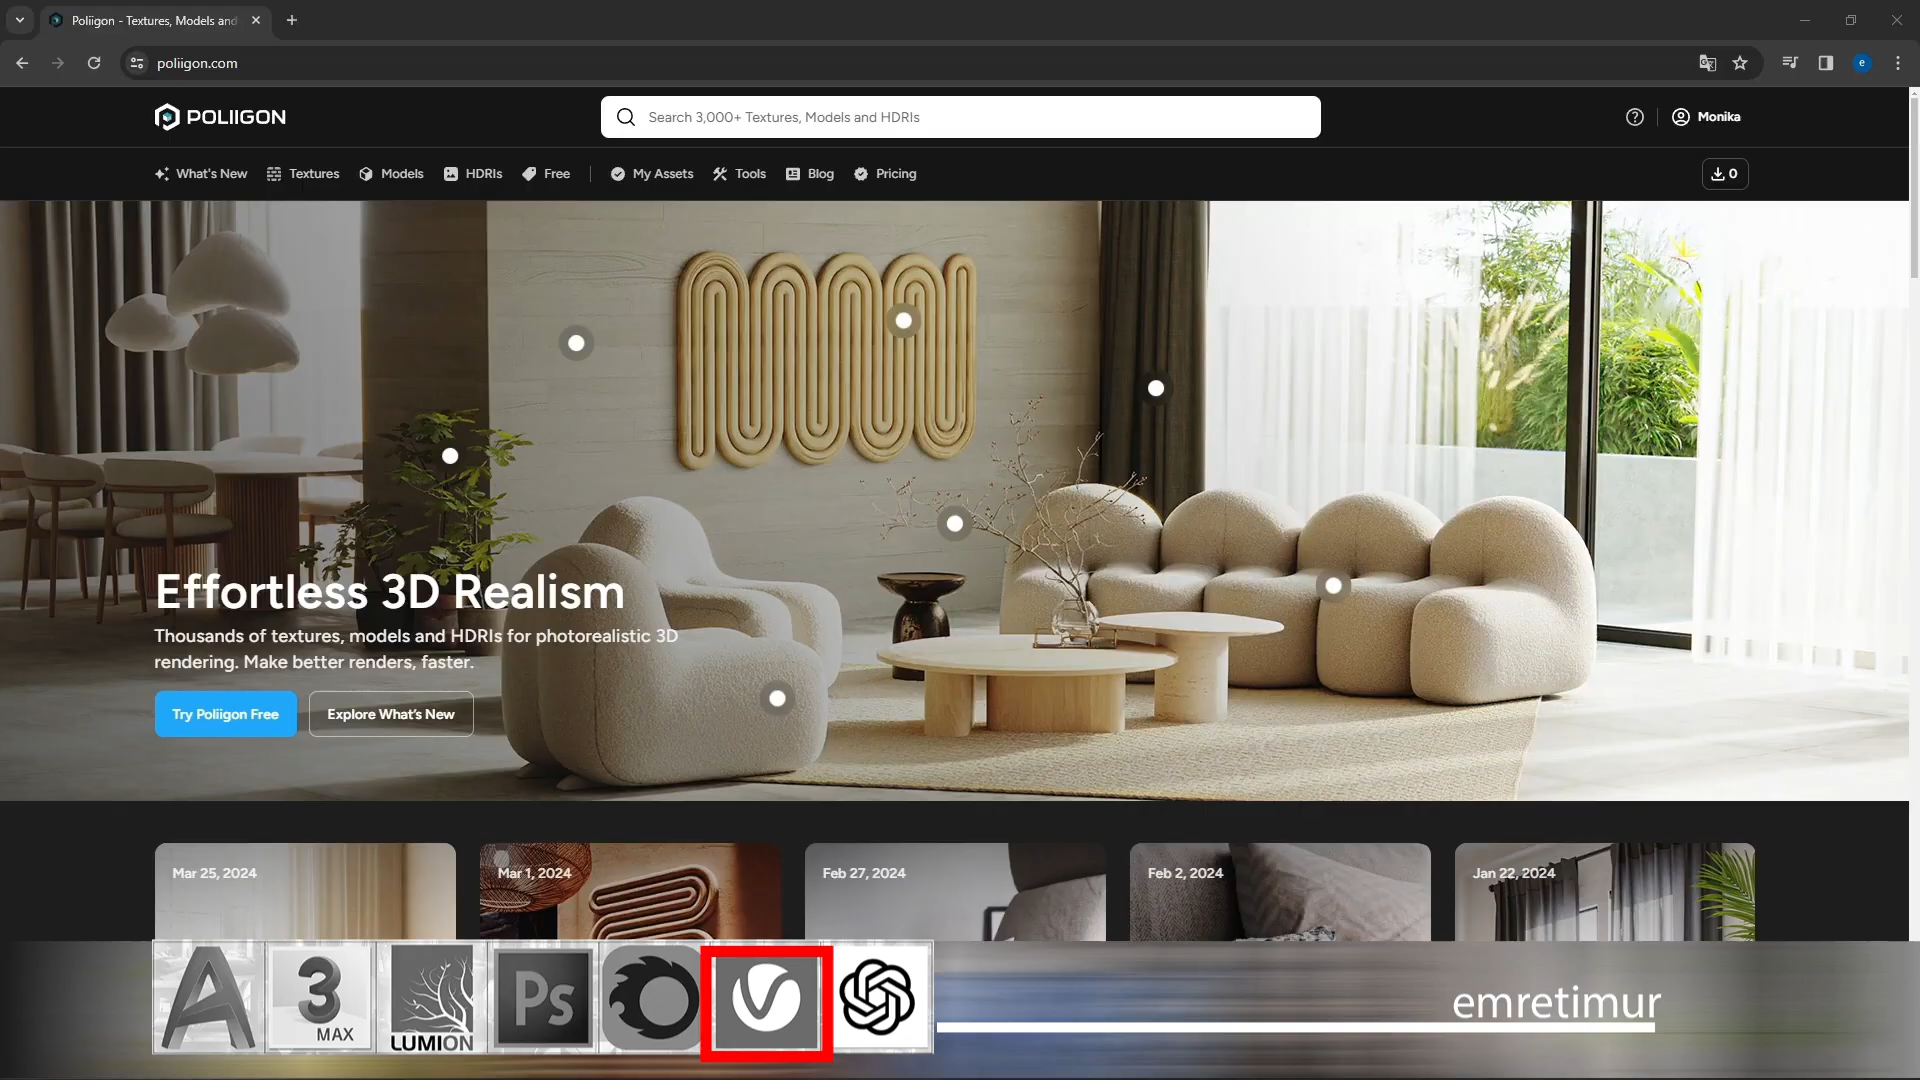 Poliigon - Textures, Models and
poliigon.com
e
POLIIGON
Search 3,000+ Textures, Models and HDRIs
Monika
What's New
Textures
Models
HDRIs
Free
My Assets
Tools
Blog
Pricing
0
Effortless 3D Realism
Thousands of textures, models and HDRIs for photorealistic 3D
rendering. Make better renders, faster.
Try Poliigon Free
Explore What's New
Mar 25, 2024
Mar 1, 2024
Feb 27, 2024
Feb 2, 2024
Jan 22, 2024
A
3
MAX
LUMION
Ps
emretimur